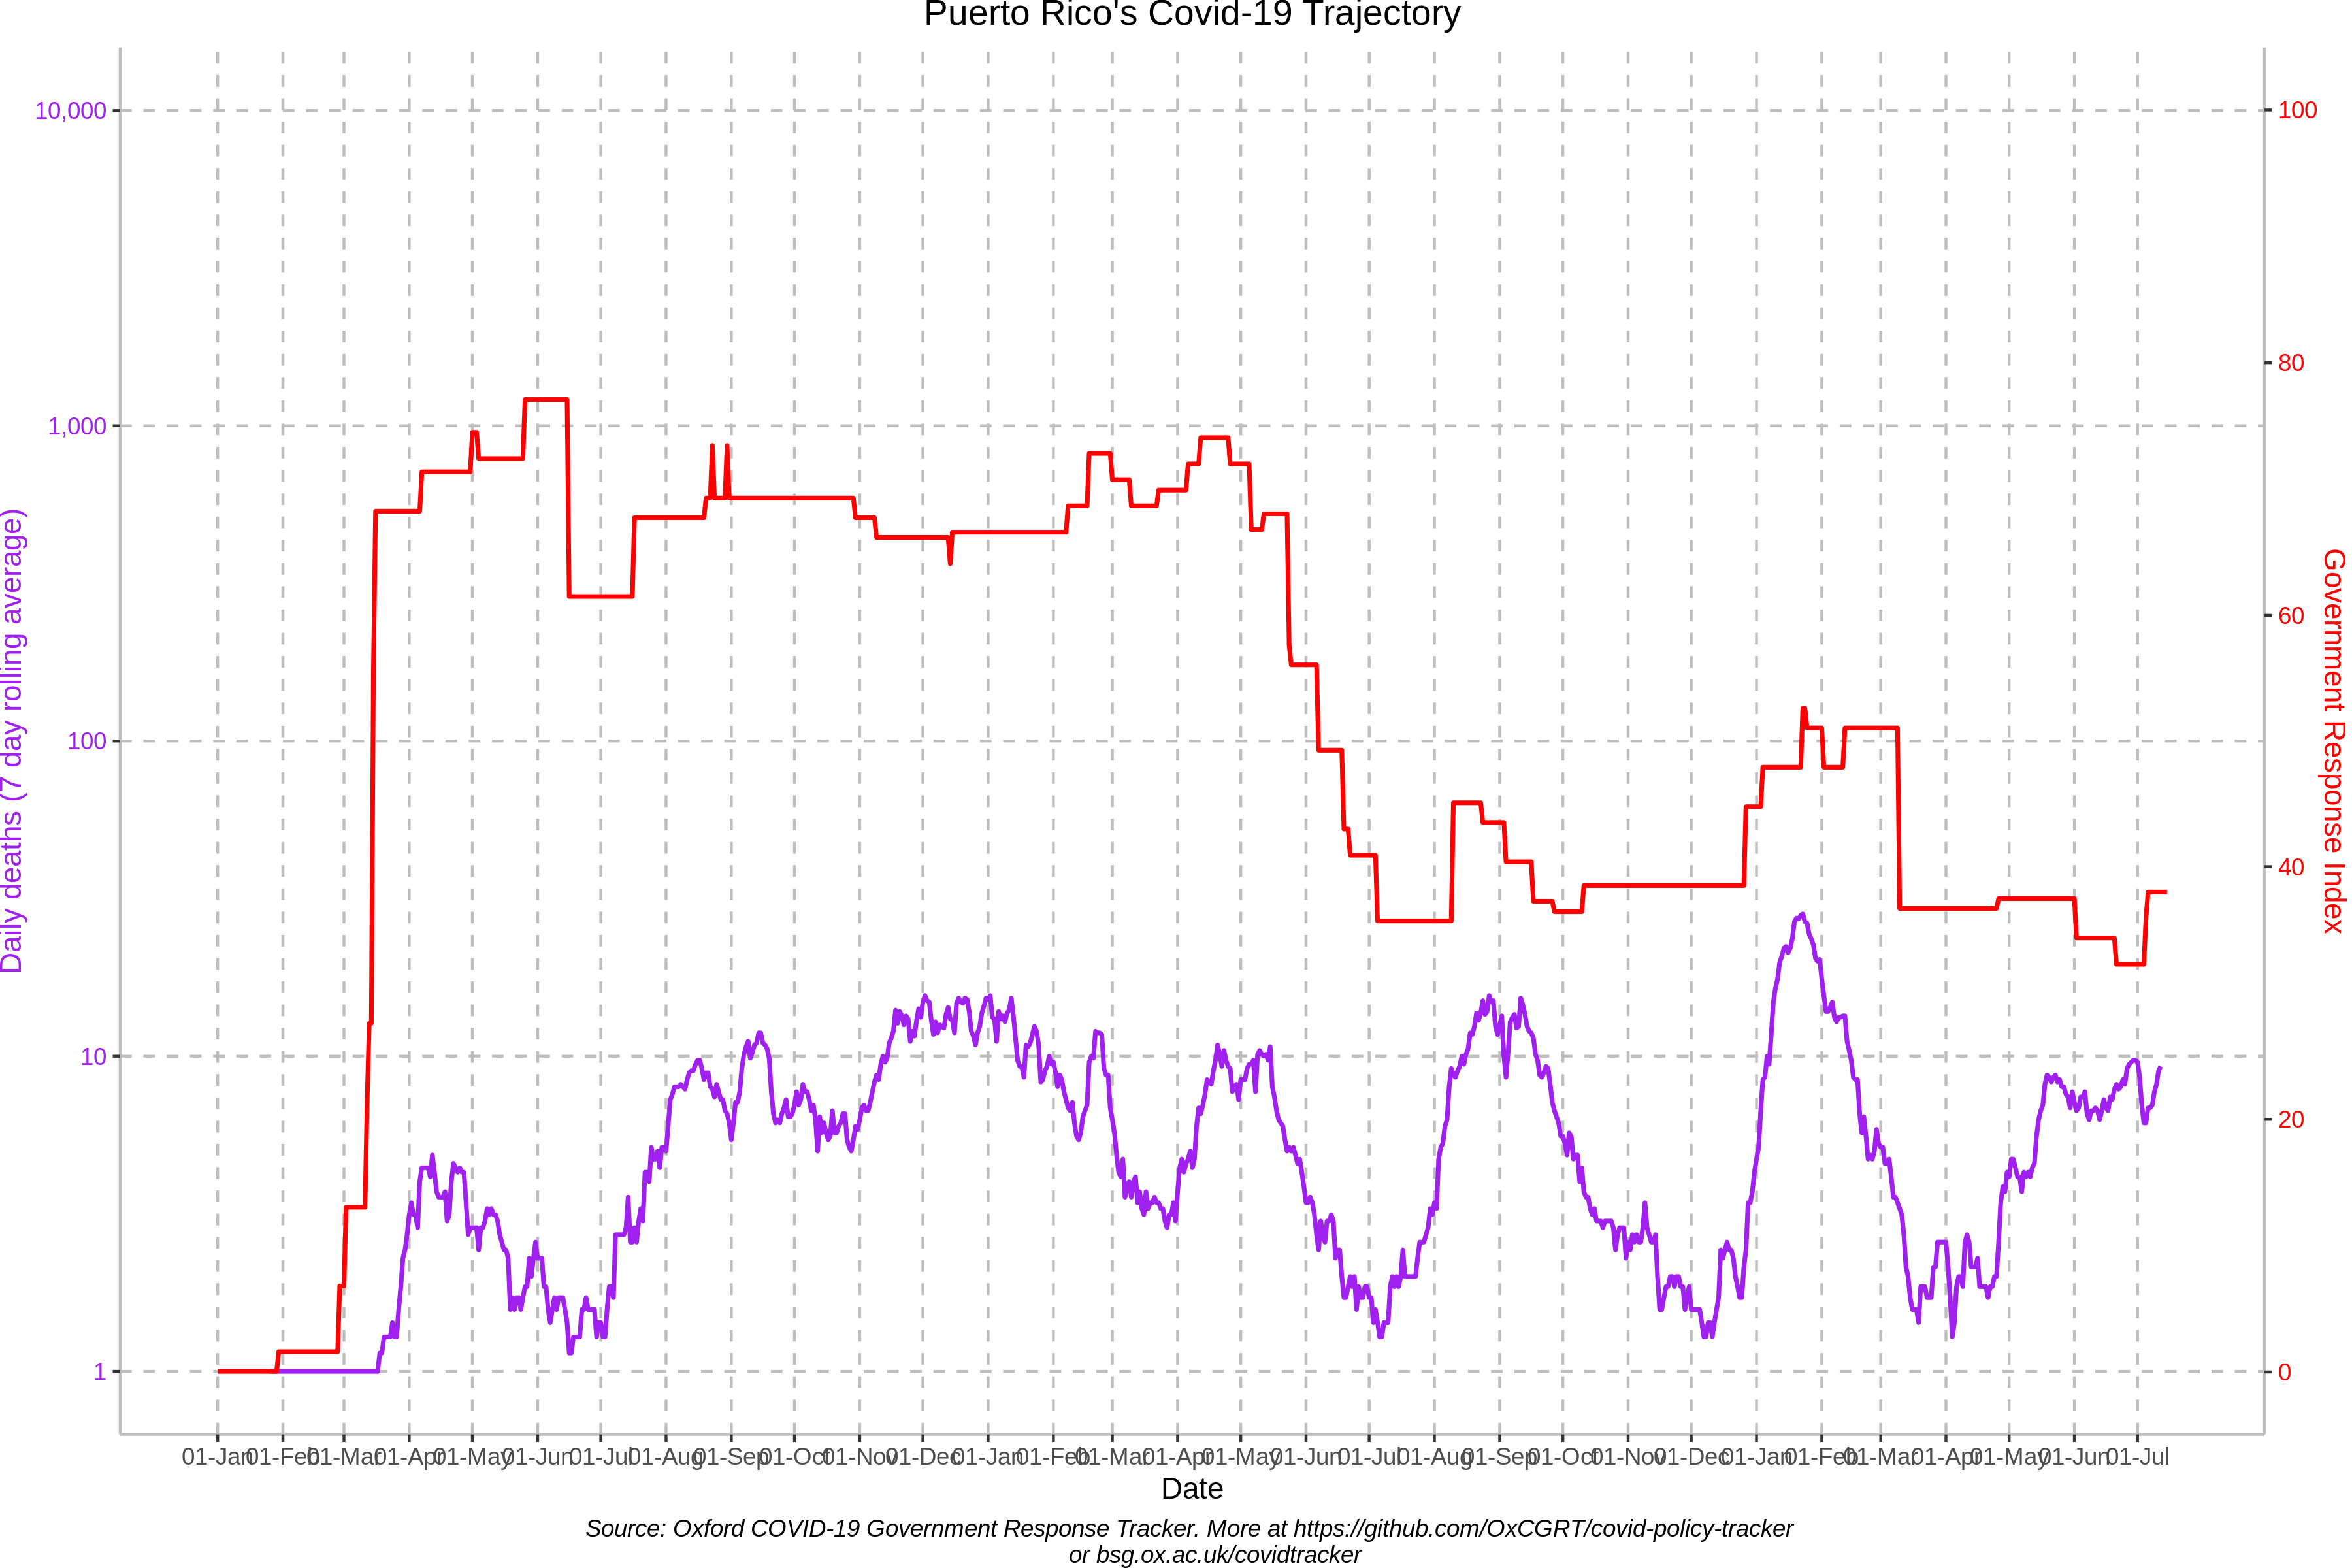 Puerto Rico's Covid-19 Trajectory
10,000
1,000
100
10
1
Daily deaths (7 day rolling average)
100
80
60
40
20
0
Government Response Index
01-Jan
01-Feb
01-Mar
01-Apr
01-May
01-Jun
01-Jul
01-Aug
01-Sep
01-Oct
01-Nov
01-Dec
01-Jan
01-Feb
01-Mar
01-Apr
01-May
01-Jun
01-Jul
01-Aug
01-Sep
01-Oct
01-Nov
01-Dec
01-Jan
01-Feb
01-Mar
01-Apr
01-May
01-Jun
01-Jul
Date
Source: Oxford COVID-19 Government Response Tracker. More at https://github.com/OxCGRT/covid-policy-tracker
or bsg.ox.ac.uk/covidtracker